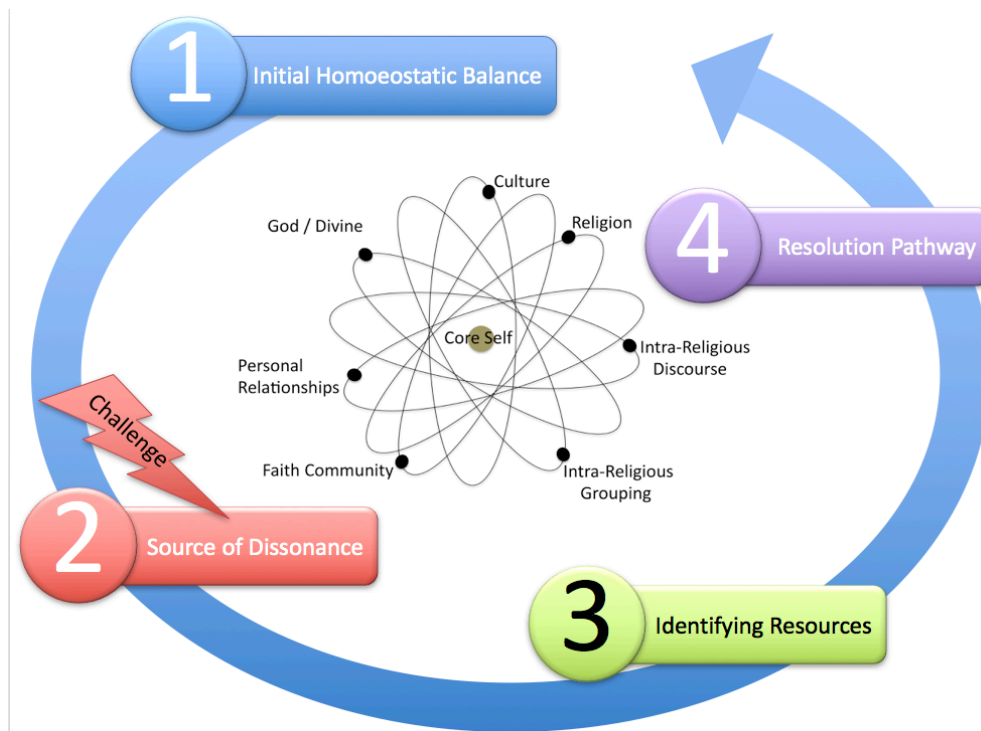 1 Initial Homoeostatic Balance
Culture
Religion
God / Divine
4 Resolution Pathway
Core Self
Intra-Religious
Discourse
Personal
Relationships
Challenge
Faith Community
Intra-Religious
Grouping
2 Source of Dissonance
3 Identifying Resources